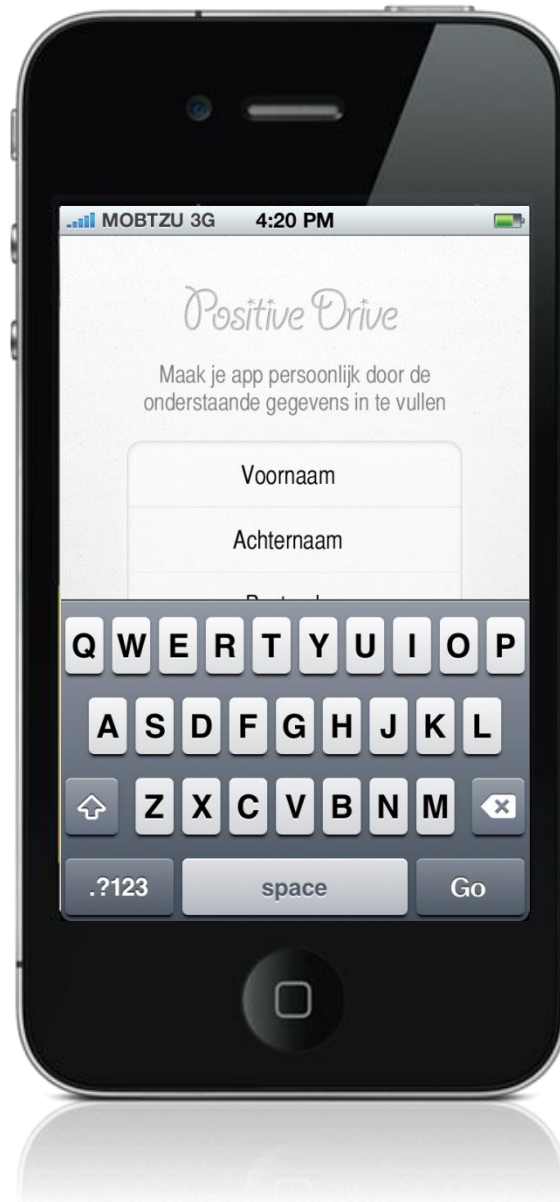 MOBTZU 3G 4:20 PM
Positive Drive
Maak je app persoonlijk door de
onderstaande gegevens in te vullen
Voornaam
Achternaam
Q W E R T Y U I O P
A S D F G H J K L
Z X C V B N M
.?123 space Go